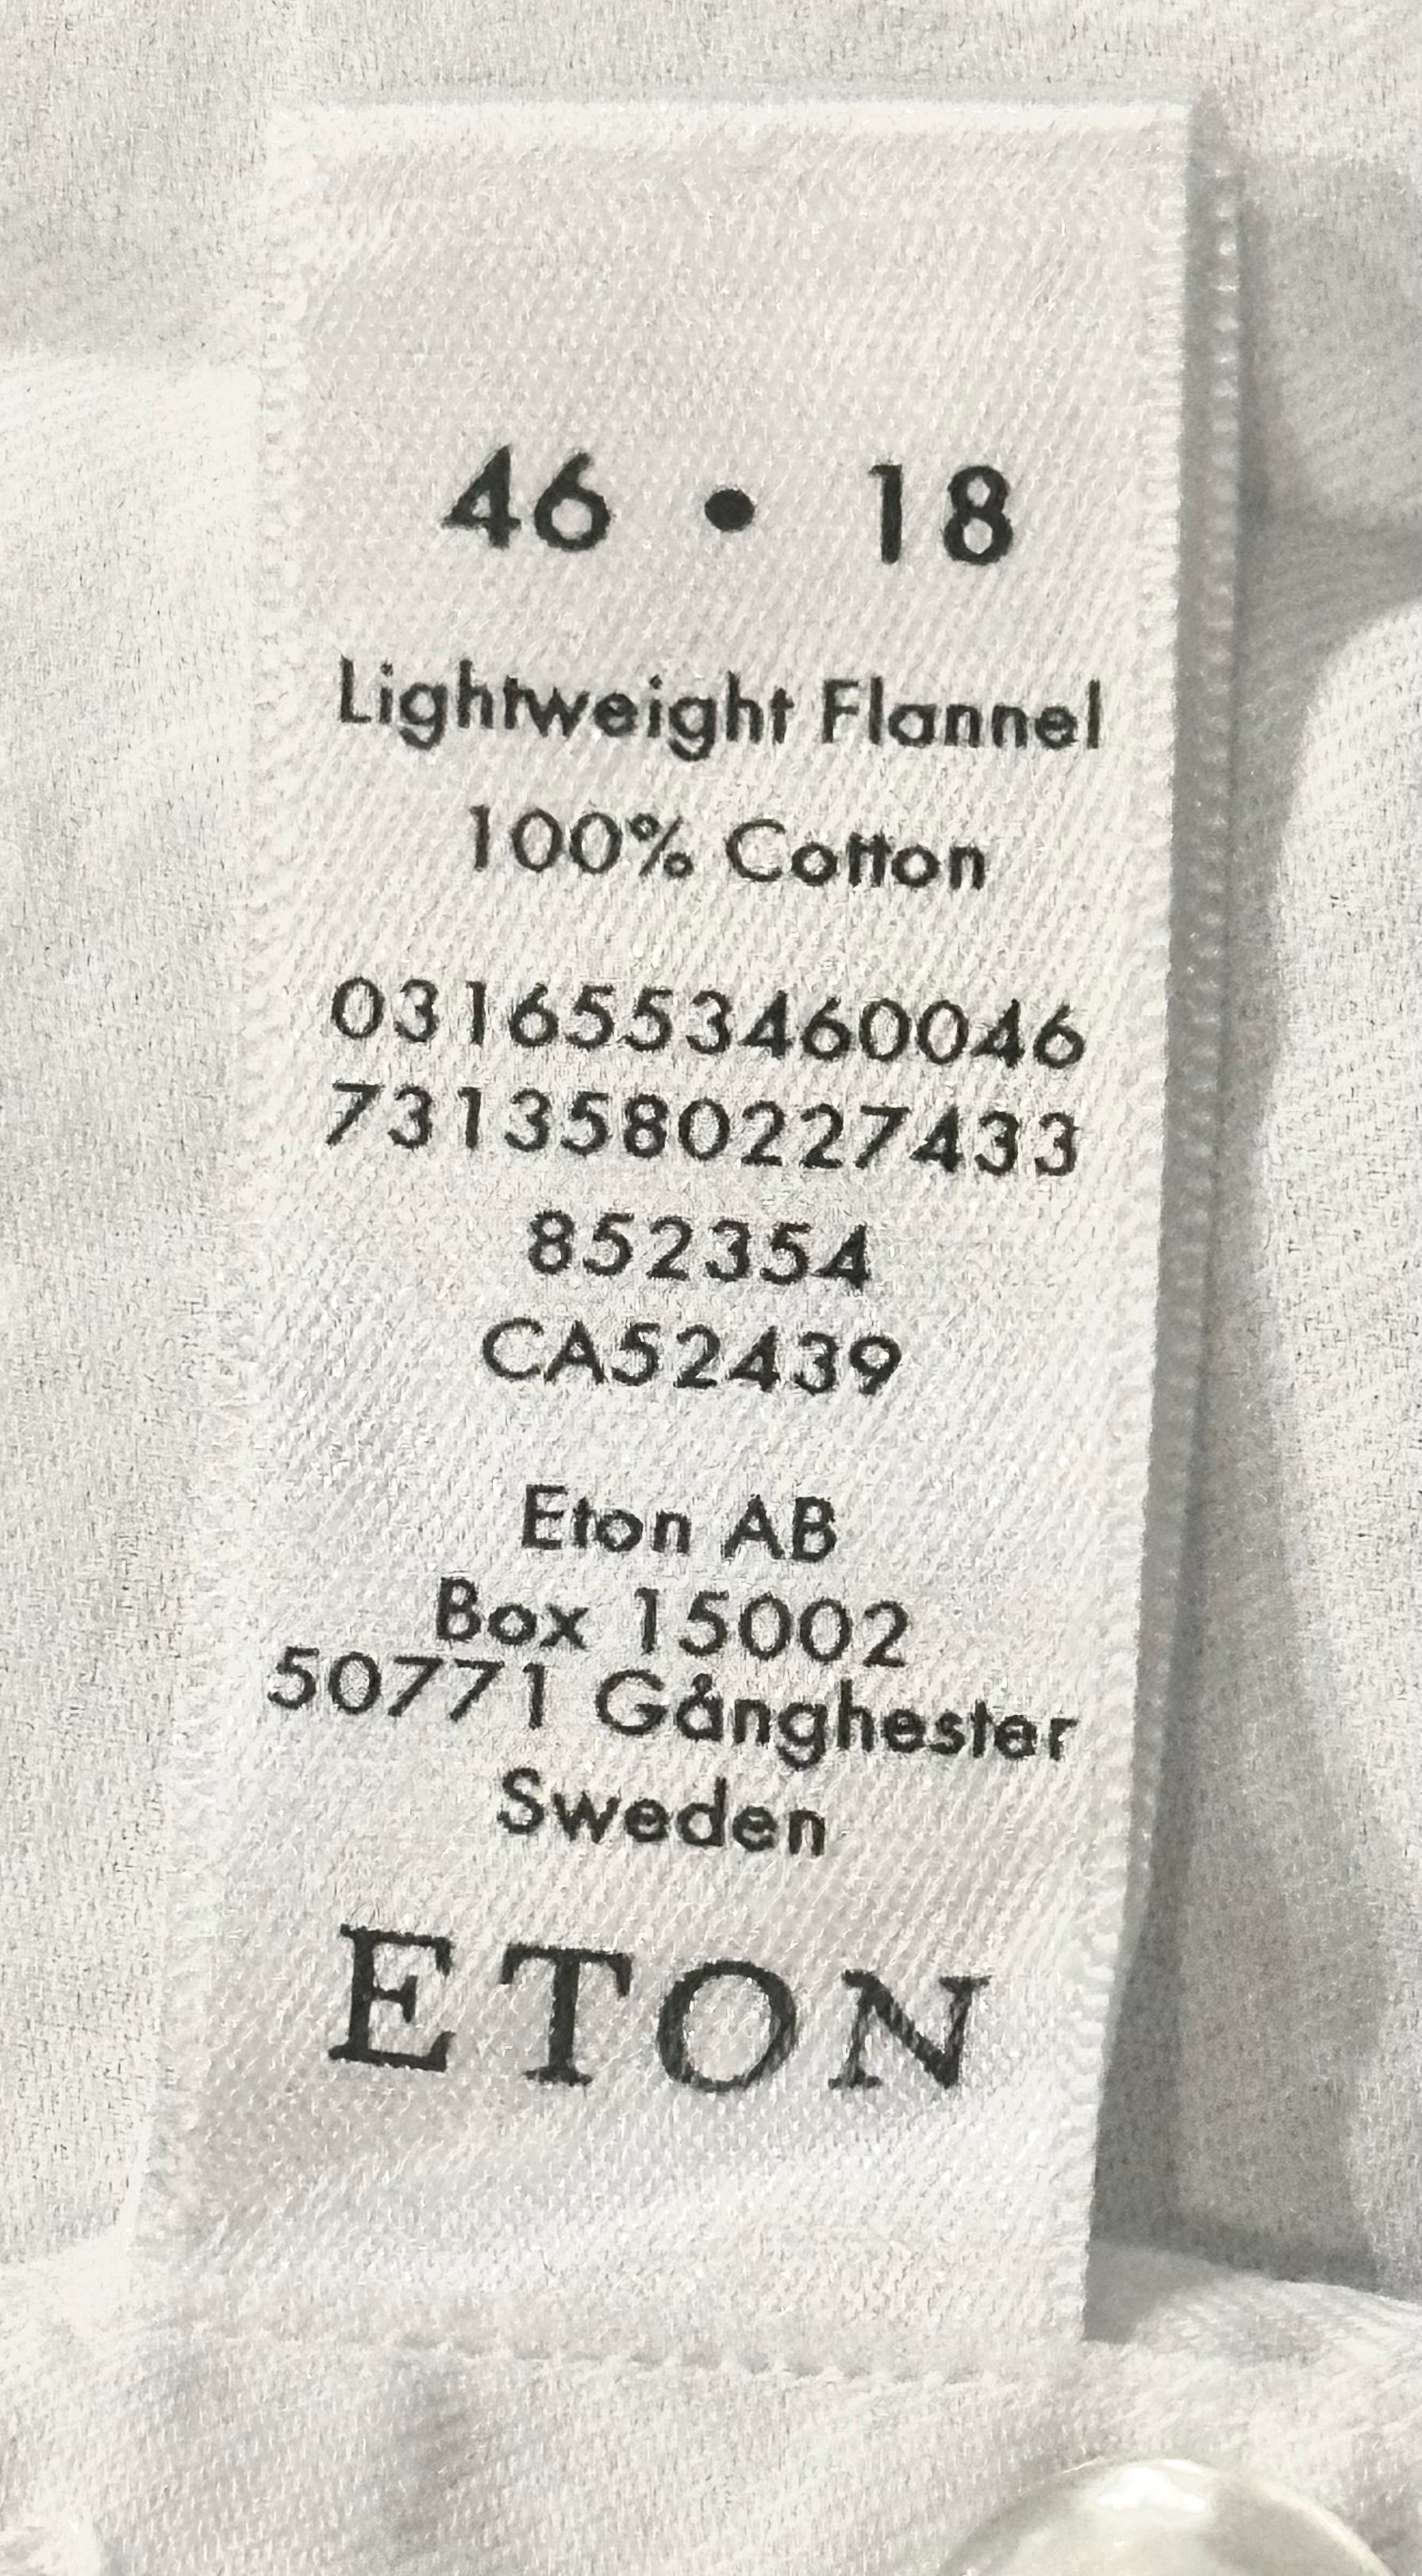 46 • 18
Lightweight Flannel
100% Cotton
0316553460046
7313580227433
852354
CA52439
Eton AB
Box 15002
50771 Gånghester
Sweden
ETON